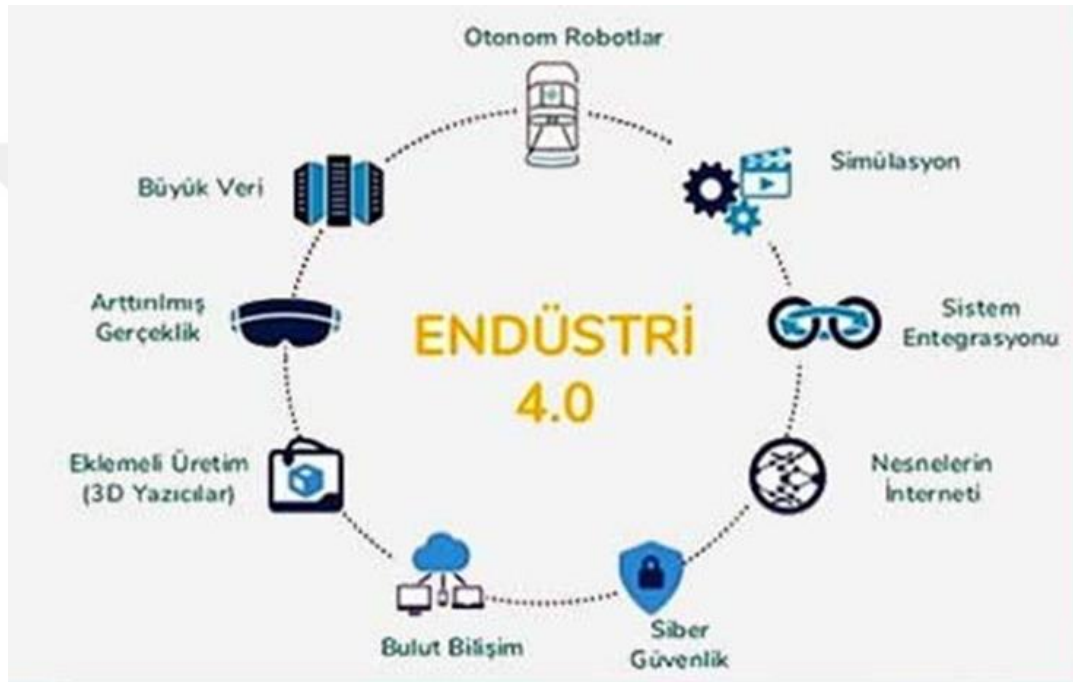 Otonom Robotlar
Simülasyon
Büyük Veri
Arttırılmış
Gerçeklik
Sistem
Entegrasyonu
ENDÜSTRİ
4.0
Eklemeli Üretim
(3D Yazıcılar)
Nesnelerin
İnterneti
Bulut Bilişim
Siber
Güvenlik